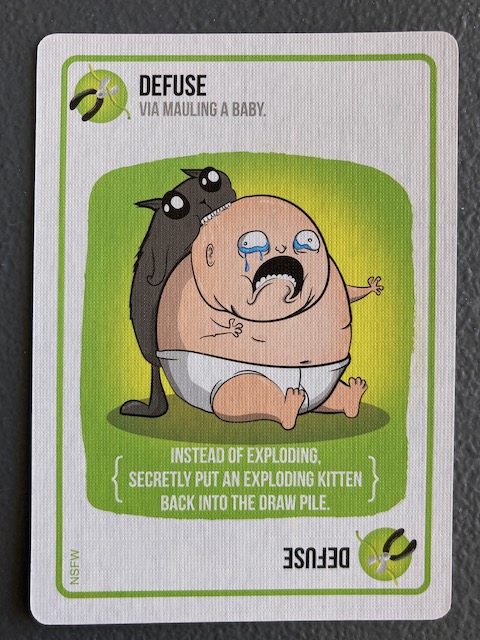 DEFUSE
VIA MAULING A BABY.
INSTEAD OF EXPLODING,
SECRETLY PUT AN EXPLODING KITTEN
BACK INTO THE DRAW PILE.
NSFW
DEFUSE